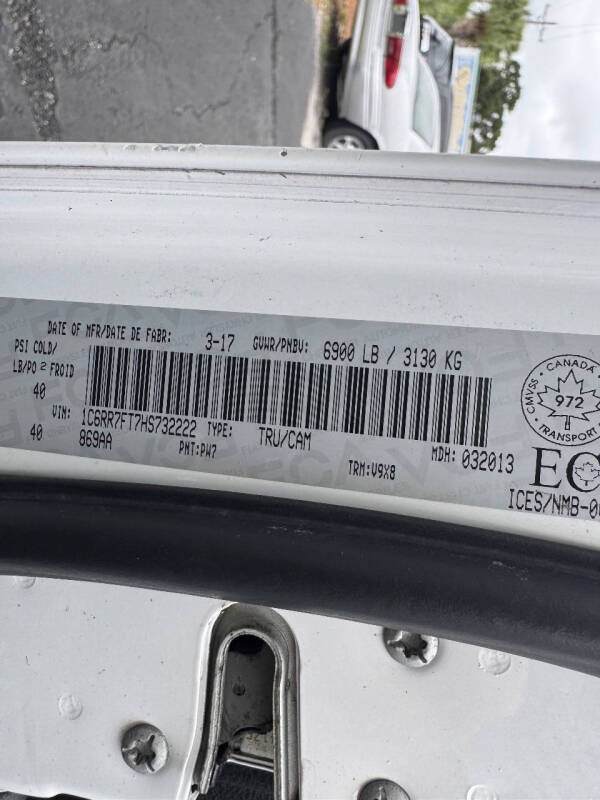 DATE OF MFR/DATE DE FABR: 3-17 GVWR/PNBV: 6900 LB / 3130 KG
PSI COLD/
LB/PO2 FROID
40
VIN: 1C6RR7FT7HS732222 TYPE: TRU/CAM MDH: 032013
40 869AA PNT:PW7 TRM:V9X8
CMVSS CANADA
972
TRANSPORT
EC
ICES/NMB-0